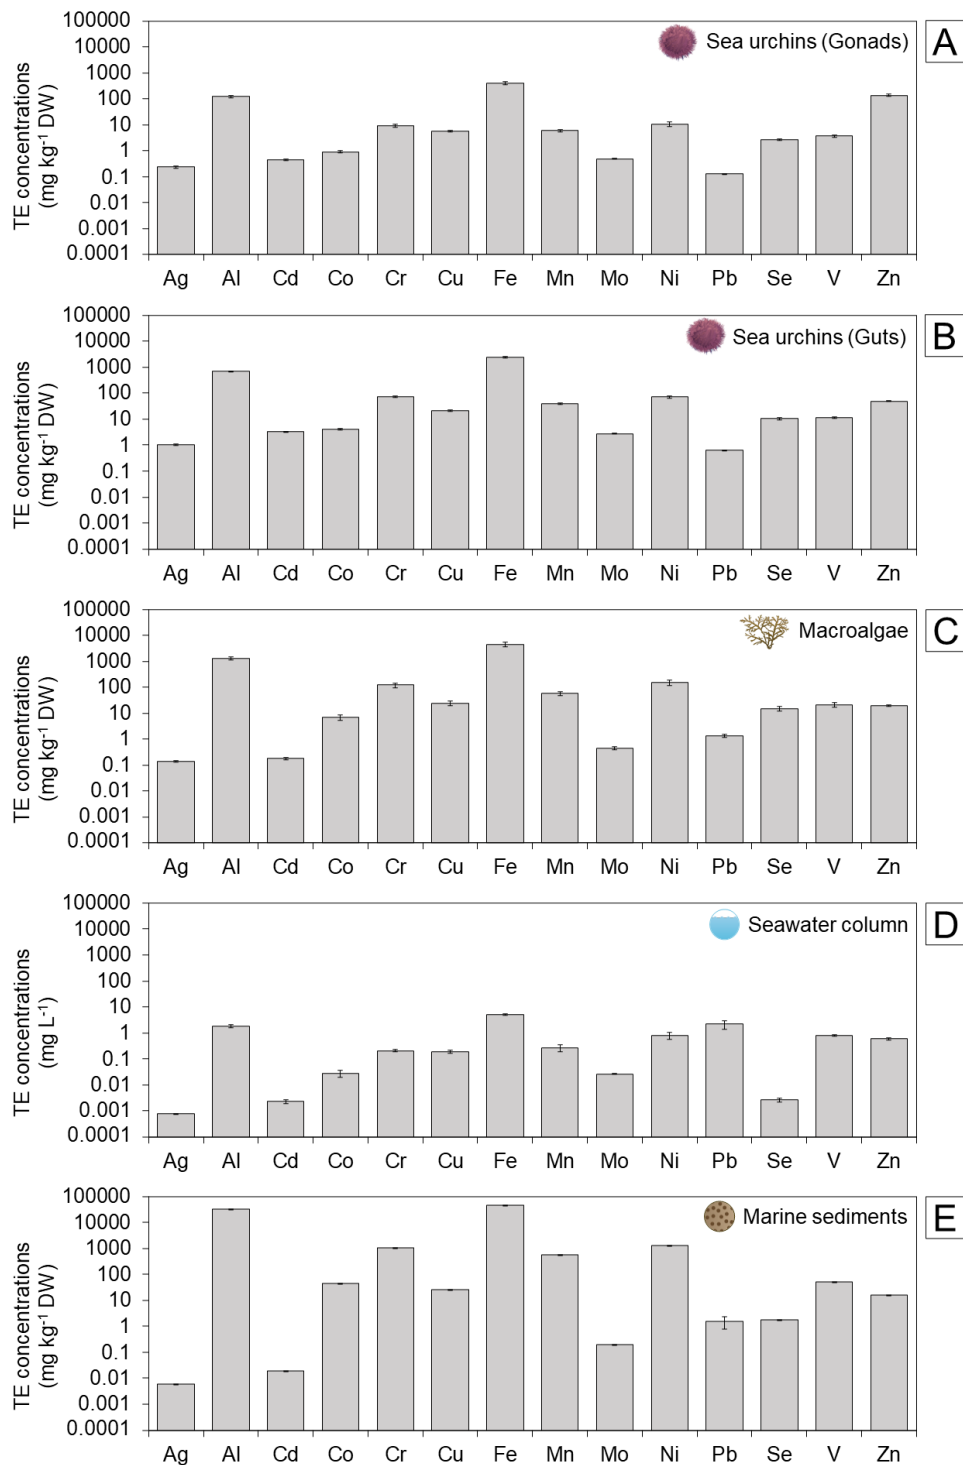 100000
10000
1000
100
10
1
0.1
0.01
0.001
0.0001
TE concentrations
(mg kg⁻¹ DW)
Sea urchins (Gonads)
A
Ag Al Cd Co Cr Cu Fe Mn Mo Ni Pb Se V Zn
100000
10000
1000
100
10
1
0.1
0.01
0.001
0.0001
TE concentrations
(mg kg⁻¹ DW)
Sea urchins (Guts)
B
Ag Al Cd Co Cr Cu Fe Mn Mo Ni Pb Se V Zn
100000
10000
1000
100
10
1
0.1
0.01
0.001
0.0001
TE concentrations
(mg kg⁻¹ DW)
Macroalgae
C
Ag Al Cd Co Cr Cu Fe Mn Mo Ni Pb Se V Zn
100000
10000
1000
100
10
1
0.1
0.01
0.001
0.0001
TE concentrations
(mg L⁻¹)
Seawater column
D
Ag Al Cd Co Cr Cu Fe Mn Mo Ni Pb Se V Zn
100000
10000
1000
100
10
1
0.1
0.01
0.001
0.0001
TE concentrations
(mg kg⁻¹ DW)
Marine sediments
E
Ag Al Cd Co Cr Cu Fe Mn Mo Ni Pb Se V Zn